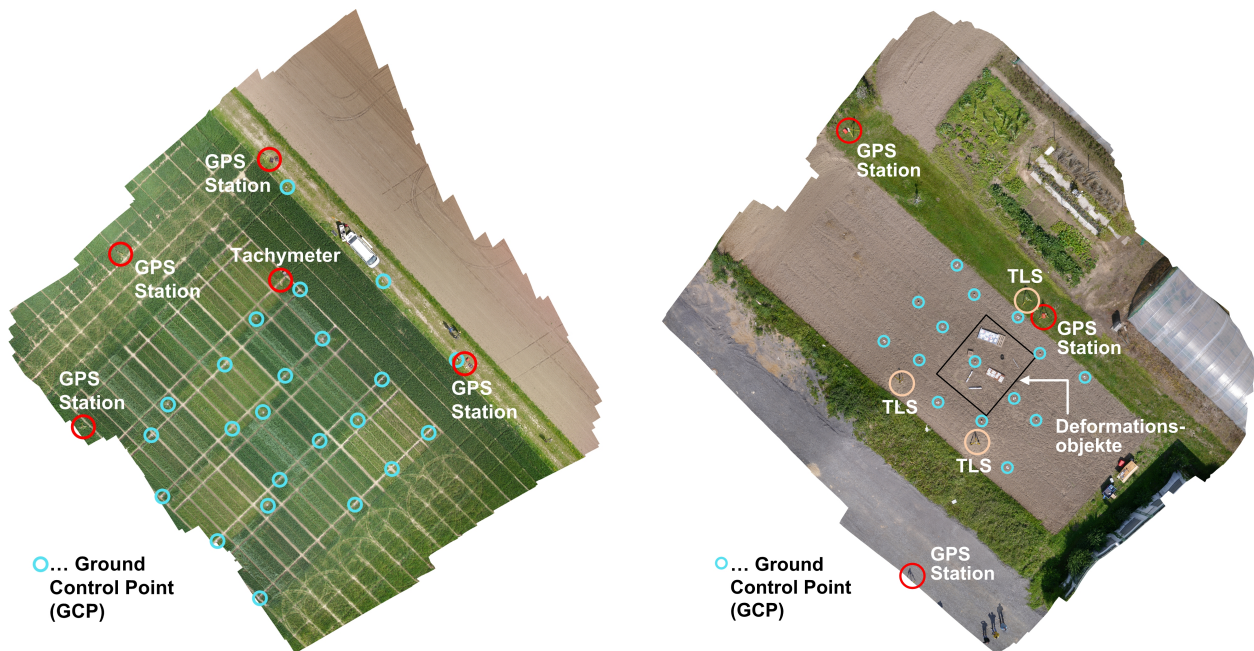 GPS
Station
GPS
Station
Tachymeter
GPS
Station
GPS
Station
... Ground
Control Point
(GCP)
GPS
Station
TLS
GPS
Station
TLS
Deformations-
objekte
TLS
GPS
Station
... Ground
Control Point
(GCP)